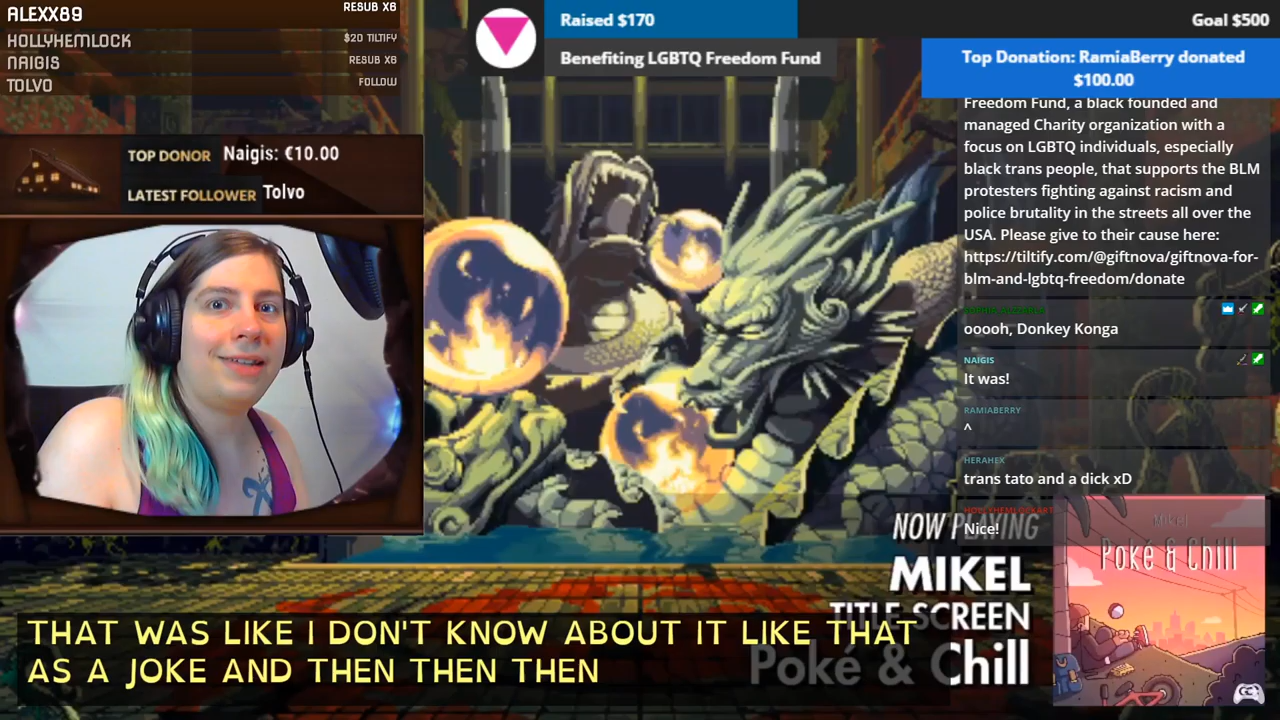 ALEXX89
RESUB X6
HOLLYHEMLOCK
$20 TILTIFY
NAIGIS
RESUB X6
TOLVO
FOLLOW
TOP DONOR Naigis: €10.00
LATEST FOLLOWER Tolvo
Raised $170
Goal $500
Benefiting LGBTQ Freedom Fund
Top Donation: RamiaBerry donated
$100.00
Freedom Fund, a black founded and
managed Charity organization with a
focus on LGBTQ individuals, especially
black trans people, that supports the BLM
protesters fighting against racism and
police brutality in the streets all over the
USA. Please give to their cause here:
https://tiltify.com/@giftnova/giftnova-for-
blm-and-lgbtq-freedom/donate
ooooh, Donkey Konga
NAIGIS
It was!
RAMIABERRY
^
HERAHEX
trans tato and a dick xD
Nice!
NOW PLAYING
MIKEL
TITLE SCREEN
Poké & Chill
Mikel
Poké & Chill
THAT WAS LIKE I DON'T KNOW ABOUT IT LIKE THAT
AS A JOKE AND THEN THEN THEN